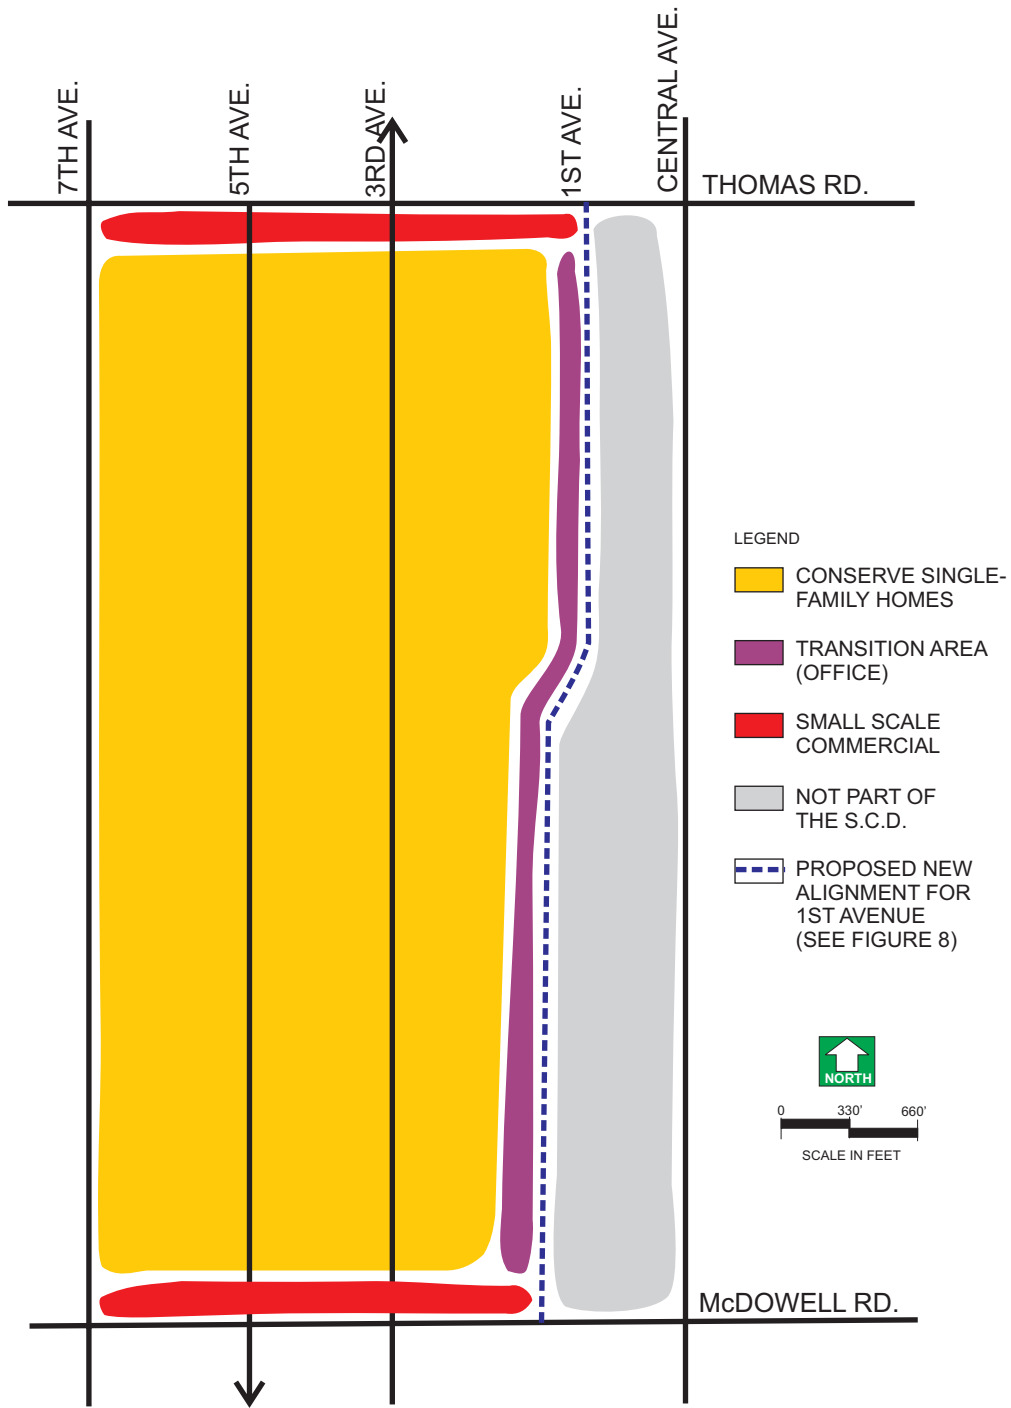 7TH AVE.
5TH AVE.
3RD AVE.
1ST AVE.
CENTRAL AVE.
THOMAS RD.
LEGEND
CONSERVE SINGLE-
FAMILY HOMES
TRANSITION AREA
(OFFICE)
SMALL SCALE
COMMERCIAL
NOT PART OF
THE S.C.D.
PROPOSED NEW
ALIGNMENT FOR
1ST AVENUE
(SEE FIGURE 8)
NORTH
0 330' 660'
SCALE IN FEET
McDOWELL RD.